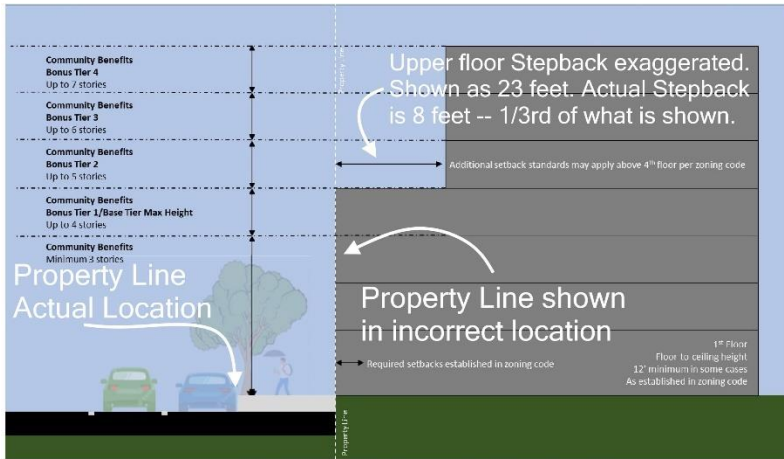 Community Benefits
Bonus Tier 4
Up to 7 stories
Community Benefits
Bonus Tier 3
Up to 6 stories
Community Benefits
Bonus Tier 2
Up to 5 stories
Community Benefits
Bonus Tier 1/Base Tier Max Height
Up to 4 stories
Community Benefits
Minimum 3 stories
Property Line
Actual Location
Property Line
Upper floor Stepback exaggerated.
Shown as 23 feet. Actual Stepback
is 8 feet -- 1/3rd of what is shown.
Additional setback standards may apply above 4th floor per zoning code
Property Line shown
in incorrect location
Required setbacks established in zoning code
1st Floor
Floor to ceiling height
12' minimum in some cases
As established in zoning code
Property Line